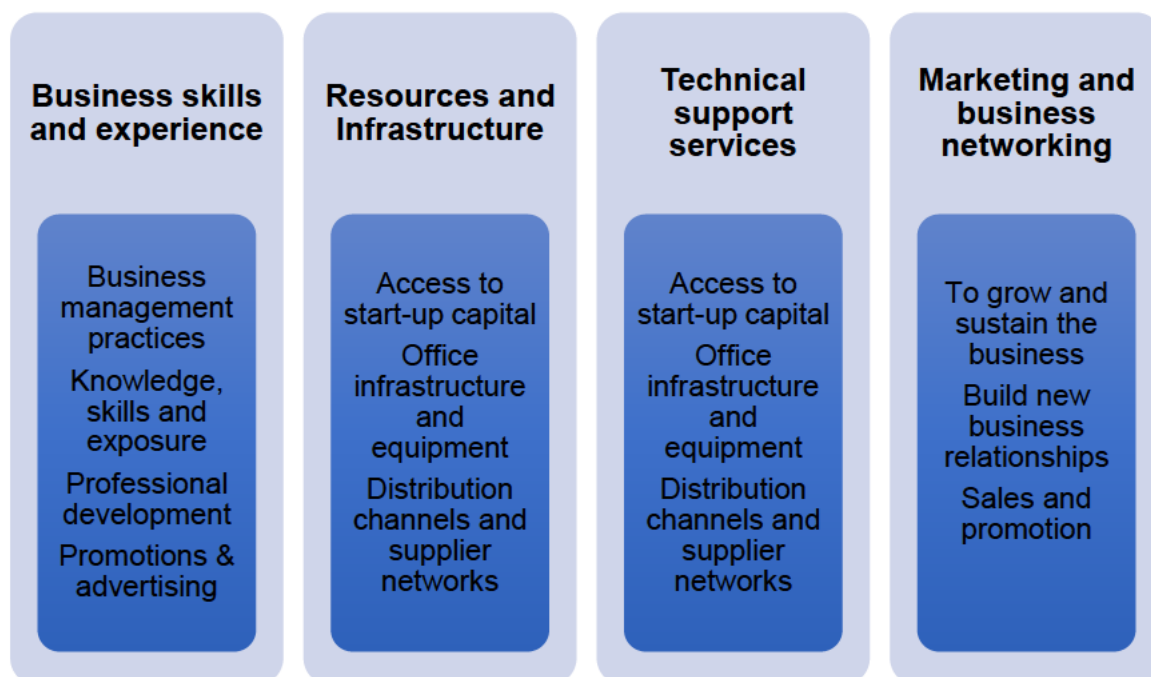 Business skills
and experience
Business
management
practices
Knowledge,
skills and
exposure
Professional
development
Promotions &
advertising
Resources and
Infrastructure
Access to
start-up capital
Office
infrastructure
and
equipment
Distribution
channels and
supplier
networks
Technical
support
services
Access to
start-up capital
Office
infrastructure
and
equipment
Distribution
channels and
supplier
networks
Marketing and
business
networking
To grow and
sustain the
business
Build new
business
relationships
Sales and
promotion